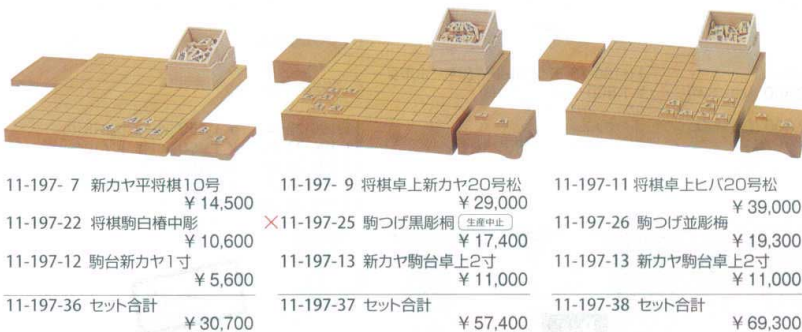 11-197- 7 新カヤ平将棋10号
¥ 14,500
11-197-22 将棋駒白椿中彫
¥ 10,600
11-197-12 駒台新カヤ1寸
¥ 5,600
11-197-36 セット合計
¥ 30,700
11-197- 9 将棋卓上新カヤ20号松
¥ 29,000
×11-197-25 駒つげ黒彫桐 生産中止
¥ 17,400
11-197-13 新カヤ駒台卓上2寸
¥ 11,000
11-197-37 セット合計
¥ 57,400
11-197-11 将棋卓上ヒバ20号松
¥ 39,000
11-197-26 駒つげ並彫梅
¥ 19,300
11-197-13 新カヤ駒台卓上2寸
¥ 11,000
11-197-38 セット合計
¥ 69,300